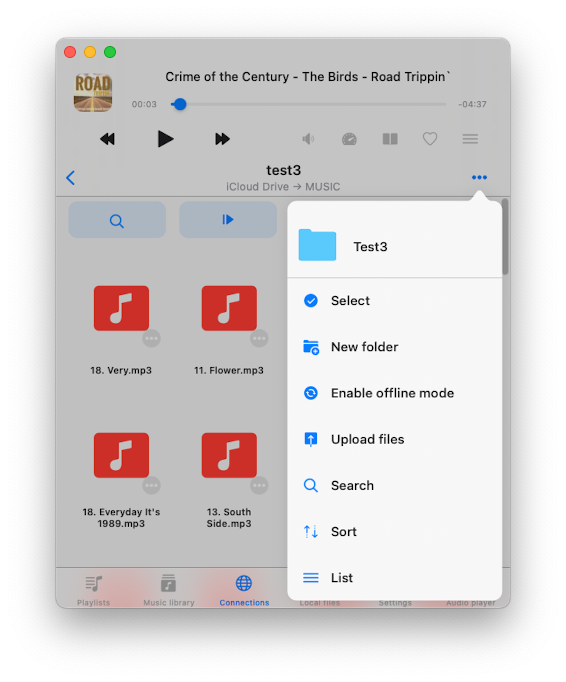 ROAD
Crime of the Century - The Birds - Road Trippin`
00:03
-04:37
test3
iCloud Drive → MUSIC
Test3
Select
New folder
Enable offline mode
Upload files
Search
Sort
List
18. Very.mp3
11. Flower.mp3
18. Everyday It's
1989.mp3
13. South
Side.mp3
Playlists
Music library
Connections
Local files
Settings
Audio player